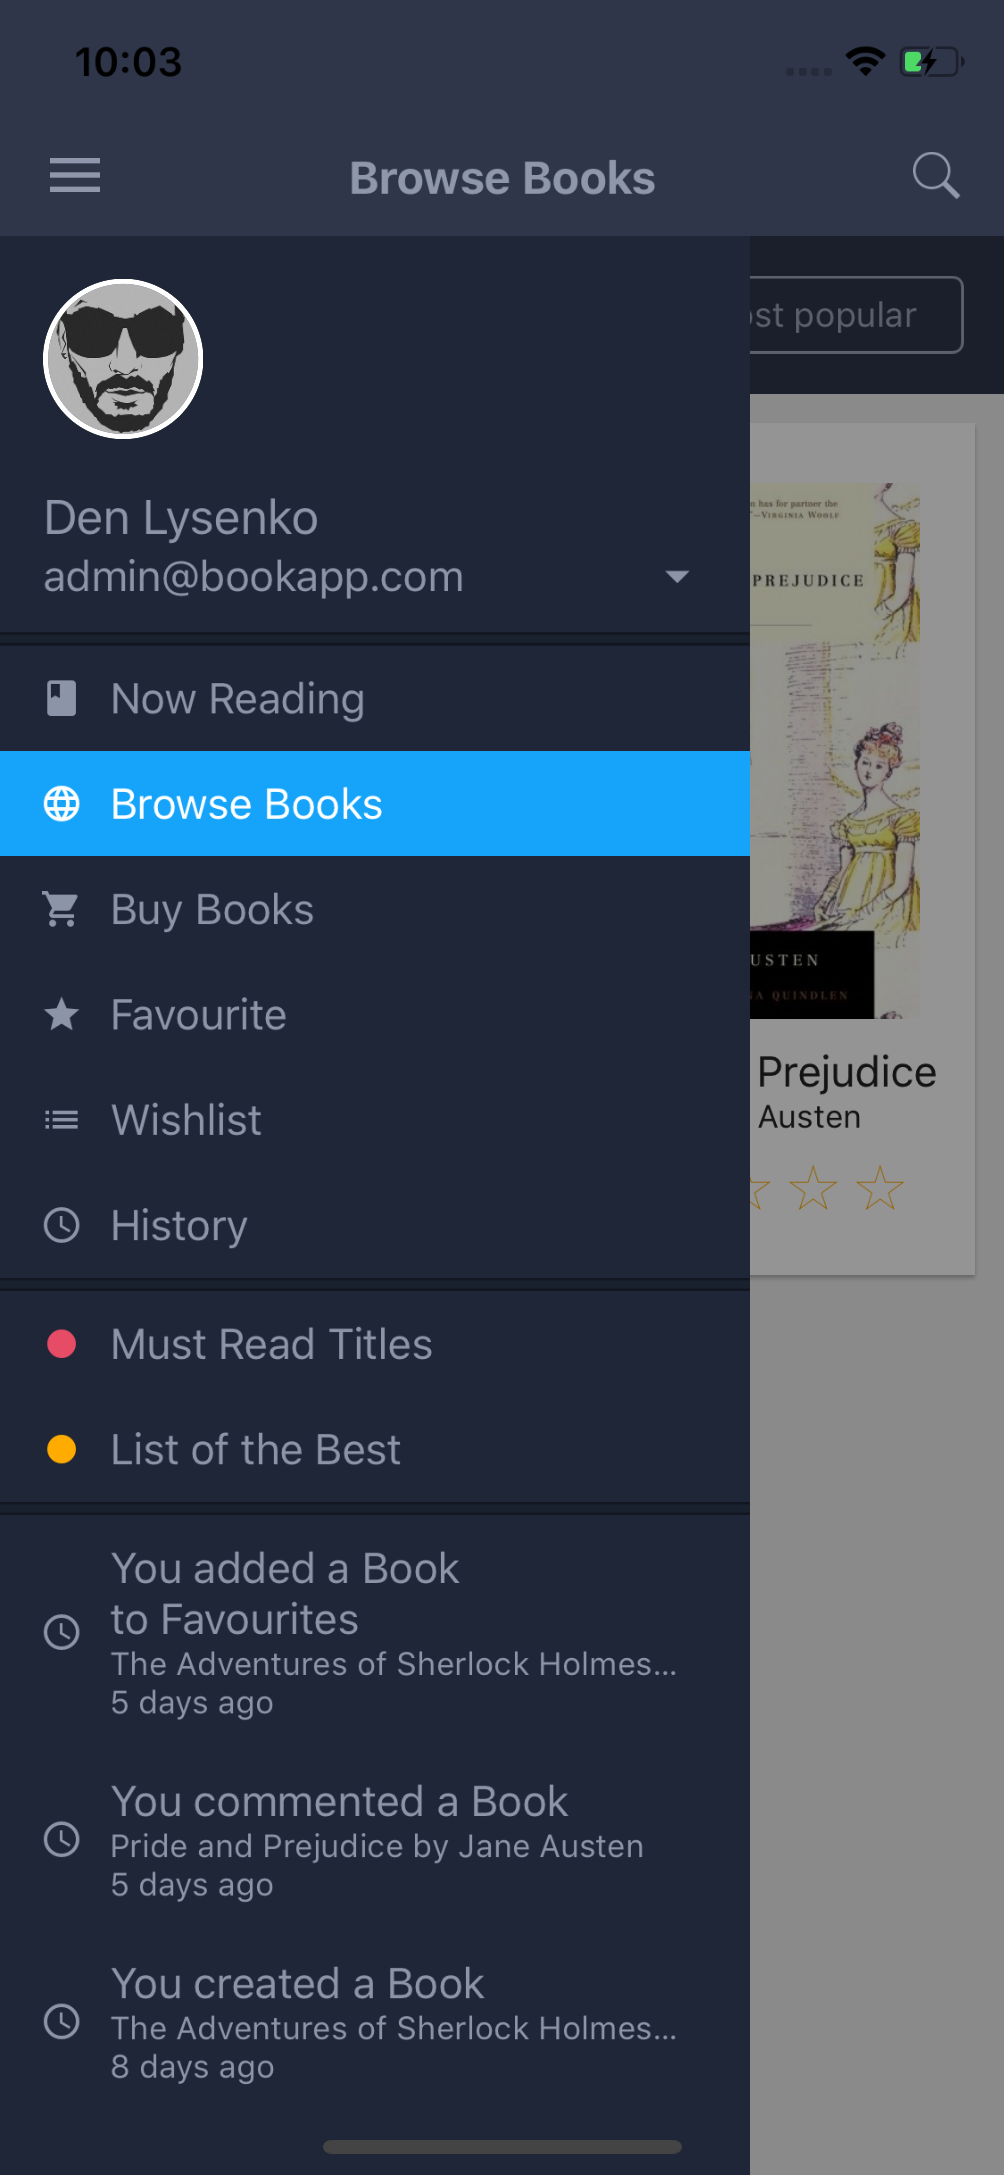 10:03
Browse Books
st popular
Den Lysenko
admin@bookapp.com
Now Reading
Browse Books
Buy Books
Favourite
Wishlist
History
Must Read Titles
List of the Best
You added a Book
to Favourites
The Adventures of Sherlock Holmes...
5 days ago
You commented a Book
Pride and Prejudice by Jane Austen
5 days ago
You created a Book
The Adventures of Sherlock Holmes...
8 days ago
has for partner the
—VIRGINIA WOOLF
PREJUDICE
USTEN
NA QUINDLEN
Prejudice
Austen